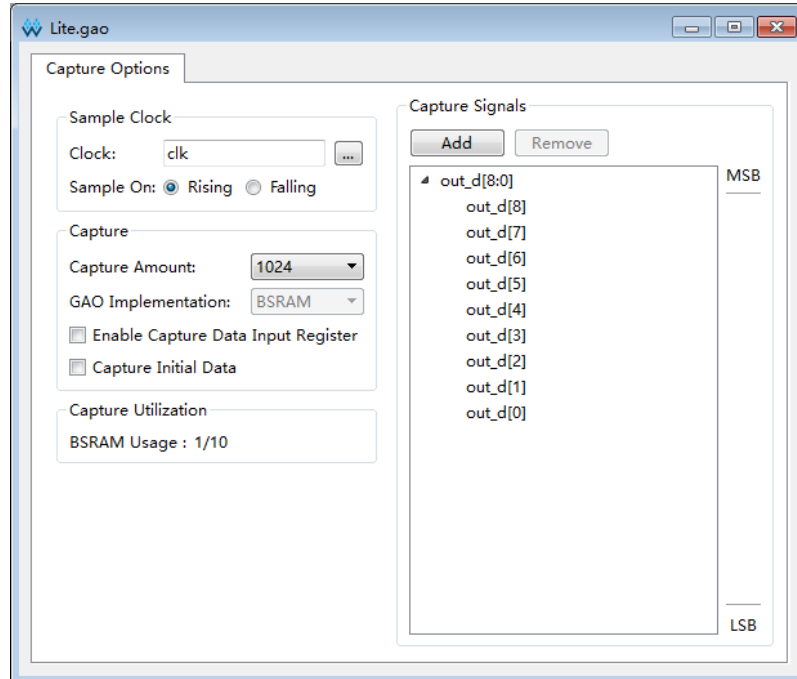 Lite.gao
Capture Options
Sample Clock
Clock: clk ...
Sample On: Rising Falling
Capture
Capture Amount: 1024
GAO Implementation: BSRAM
Enable Capture Data Input Register
Capture Initial Data
Capture Utilization
BSRAM Usage : 1/10
Capture Signals
Add Remove
out_d[8:0]
out_d[8]
out_d[7]
out_d[6]
out_d[5]
out_d[4]
out_d[3]
out_d[2]
out_d[1]
out_d[0]
MSB
LSB